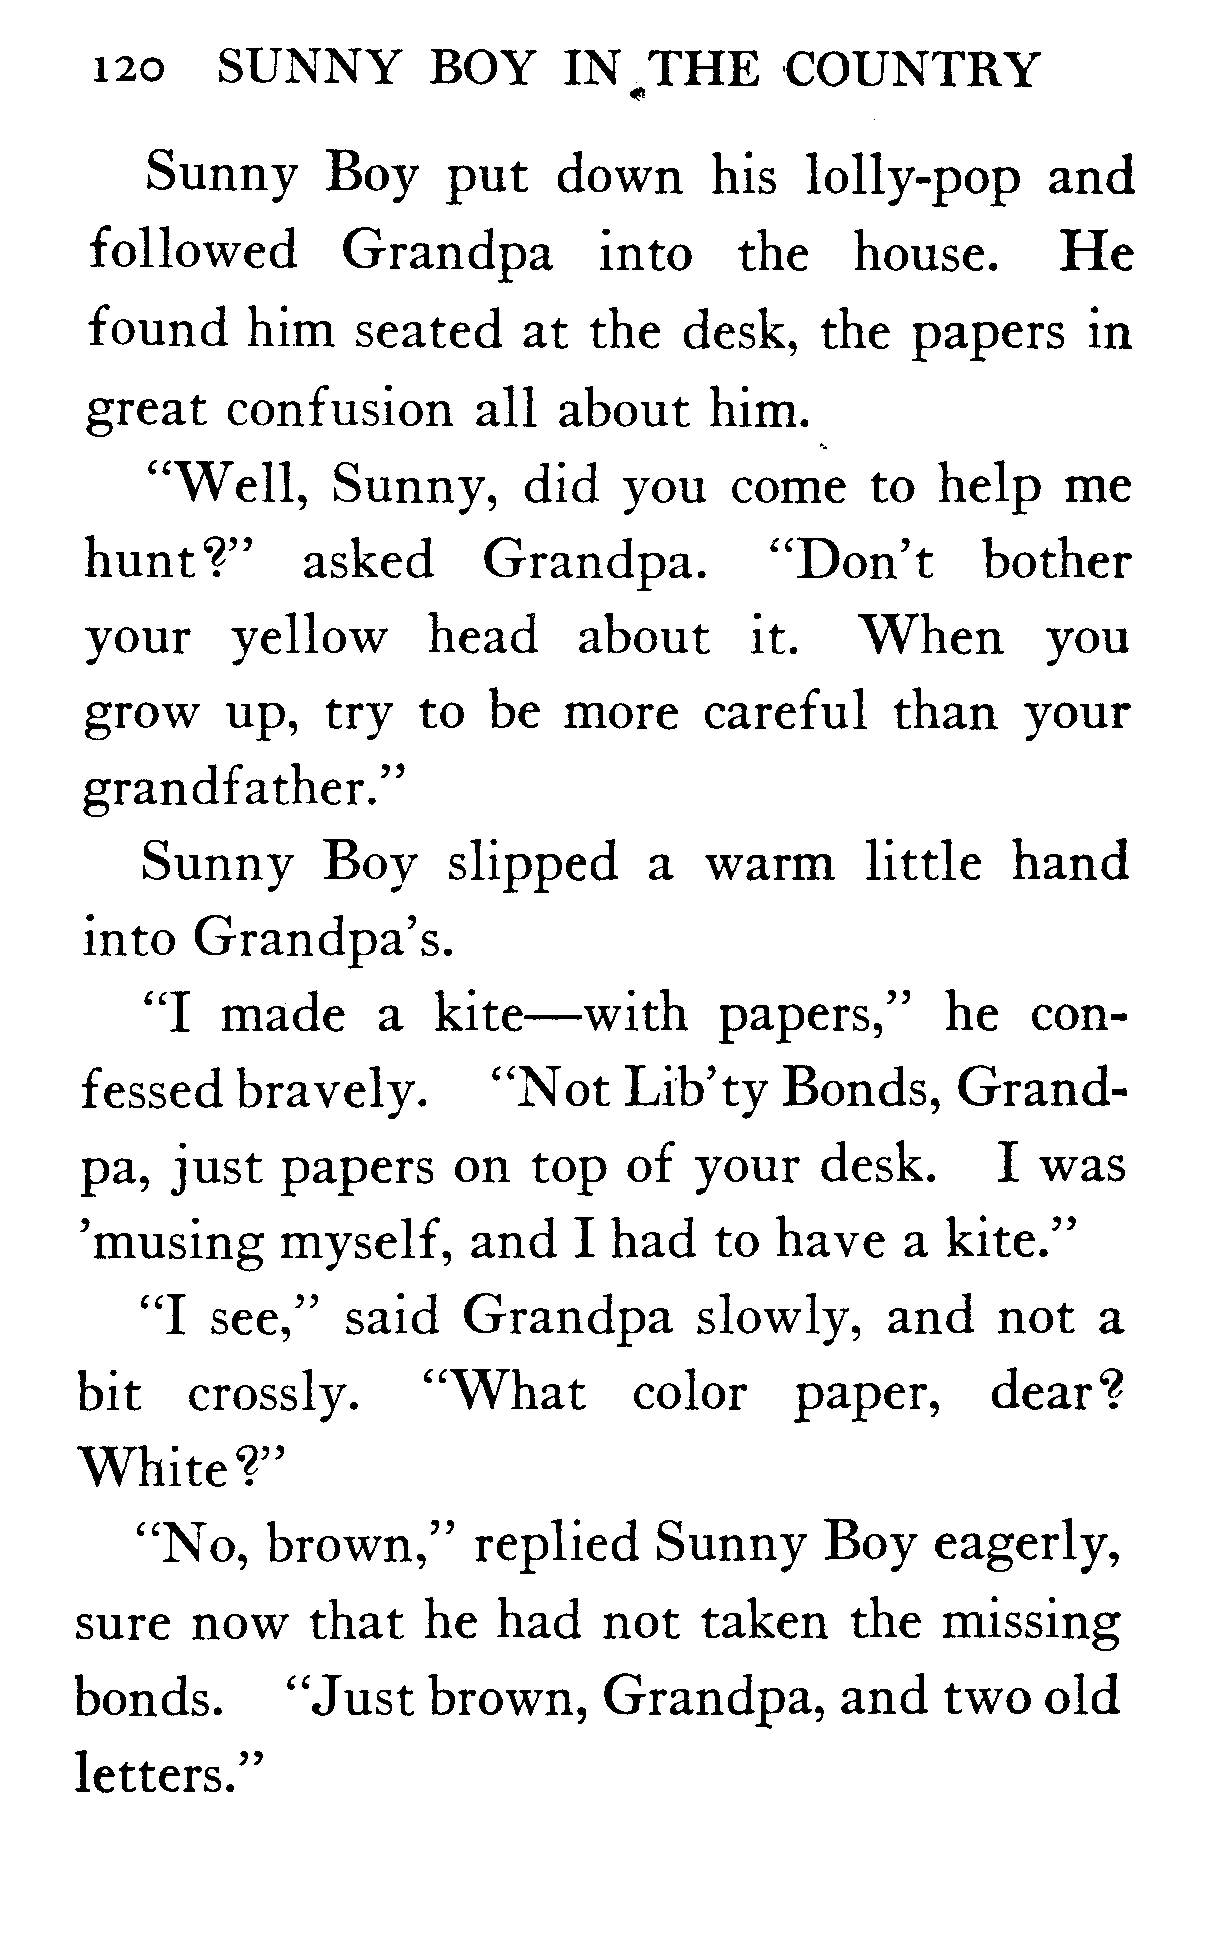 120 SUNNY BOY IN THE COUNTRY
Sunny Boy put down his lolly-pop and
followed Grandpa into the house. He
found him seated at the desk, the papers in
great confusion all about him.
“Well, Sunny, did you come to help me
hunt?” asked Grandpa. “Don’t bother
your yellow head about it. When you
grow up, try to be more careful than your
grandfather.”
Sunny Boy slipped a warm little hand
into Grandpa’s.
“I made a kite—with papers,” he con-
fessed bravely. “Not Lib’ty Bonds, Grand-
pa, just papers on top of your desk. I was
’musing myself, and I had to have a kite.”
“I see,” said Grandpa slowly, and not a
bit crossly. “What color paper, dear?
White?”
“No, brown,” replied Sunny Boy eagerly,
sure now that he had not taken the missing
bonds. “Just brown, Grandpa, and two old
letters.”